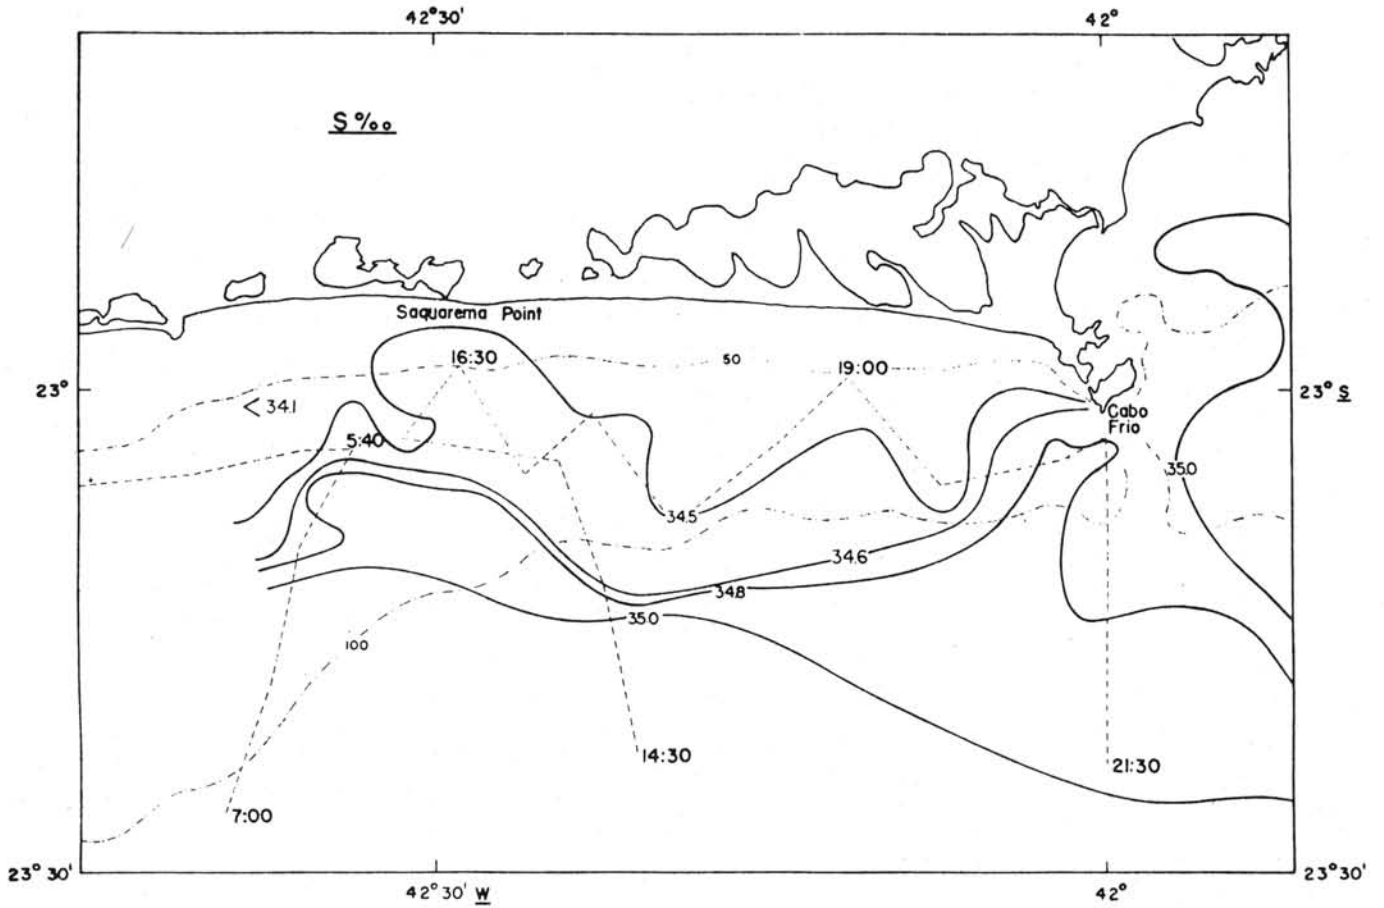 42°30' 42°
S‰
Saquarema Point
16:30 50 19:00
23° 23° S
<34.1
Cabo
Frio
5:40
35.0
34.5
34.6
34.8
35.0
100
14:30
21:30
7:00
23°30' 23°30'
42°30' W 42°